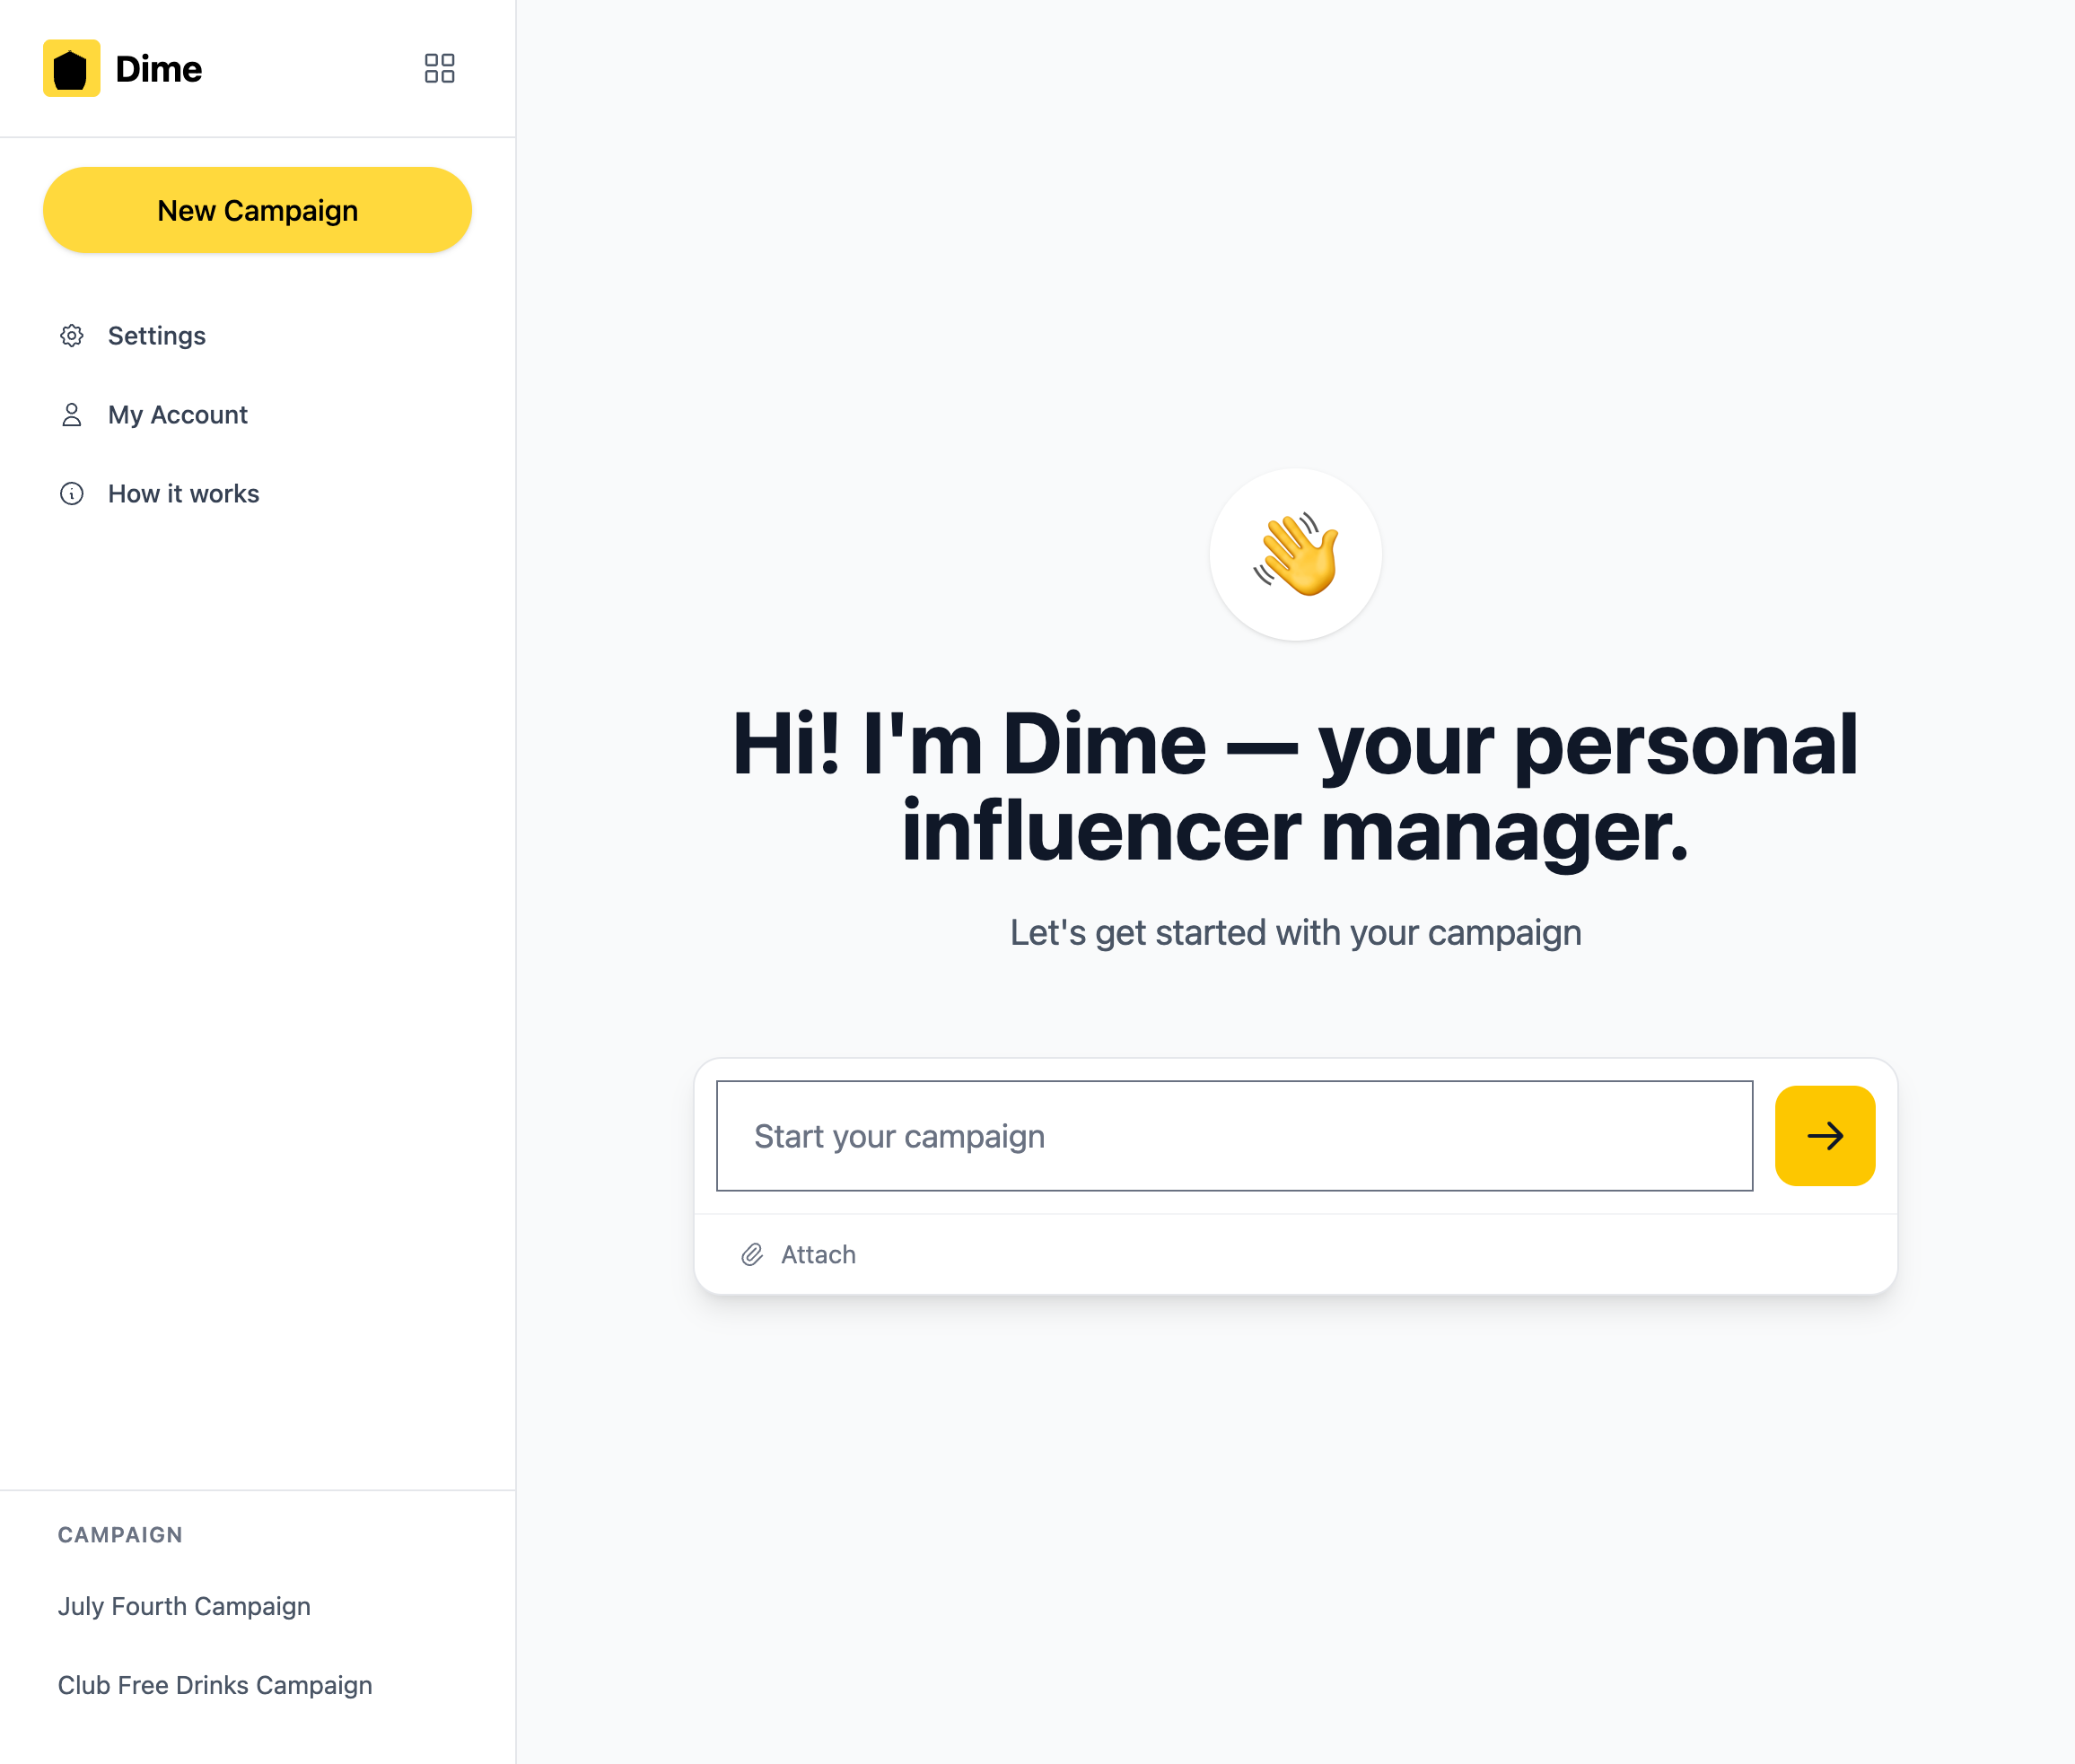 Dime
New Campaign
Settings
My Account
How it works
CAMPAIGN
July Fourth Campaign
Club Free Drinks Campaign
Hi! I'm Dime — your personal
influencer manager.
Let's get started with your campaign
Start your campaign
Attach